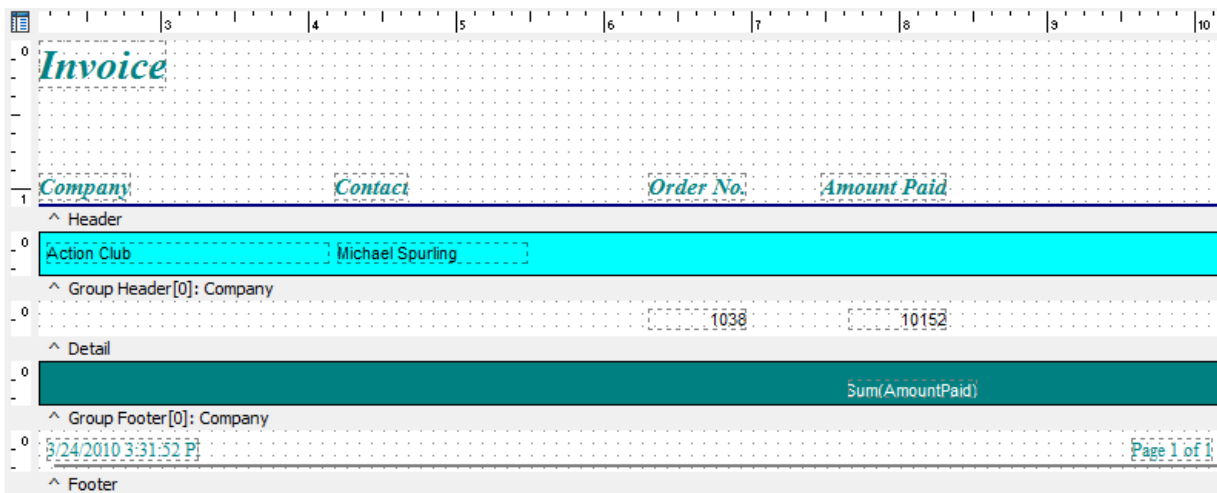 3 4 5 6 7 8 9 10
0
Invoice
Company Contact Order No. Amount Paid
1
^ Header
0
Action Club Michael Spurling
^ Group Header[0]: Company
0
1038 10152
^ Detail
0
Sum(AmountPaid)
^ Group Footer[0]: Company
0
3/24/2010 3:31:52 P Page 1 of 1
^ Footer